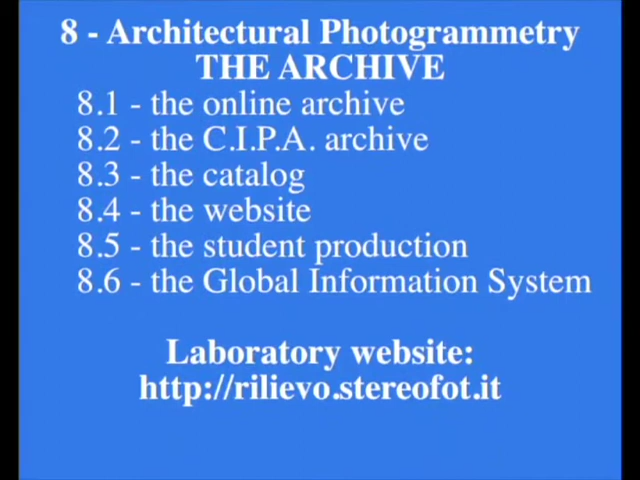 8 - Architectural Photogrammetry
THE ARCHIVE
8.1 - the online archive
8.2 - the C.I.P.A. archive
8.3 - the catalog
8.4 - the website
8.5 - the student production
8.6 - the Global Information System
Laboratory website:
http://rilievo.stereofot.it